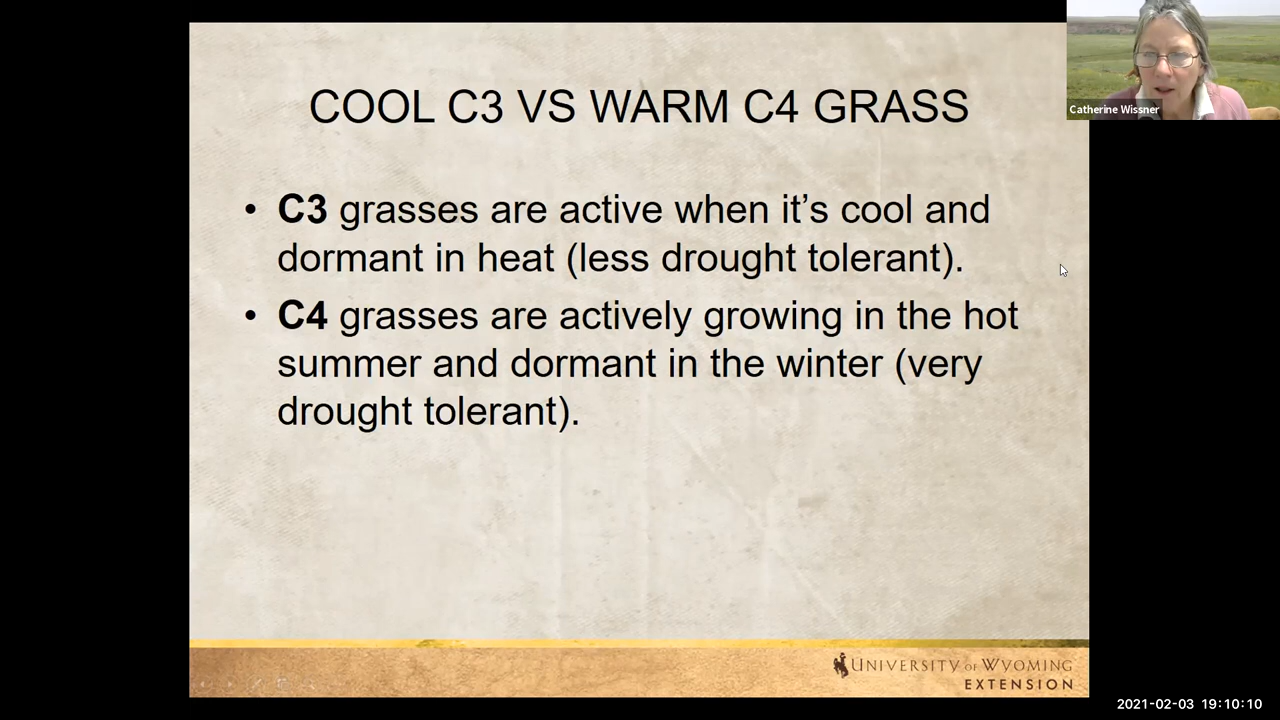 COOL C3 VS WARM C4 GRASS
Catherine Wissner
• C3 grasses are active when it’s cool and
dormant in heat (less drought tolerant).
• C4 grasses are actively growing in the hot
summer and dormant in the winter (very
drought tolerant).
UNIVERSITY OF WYOMING
EXTENSION
2021-02-03 19:10:10